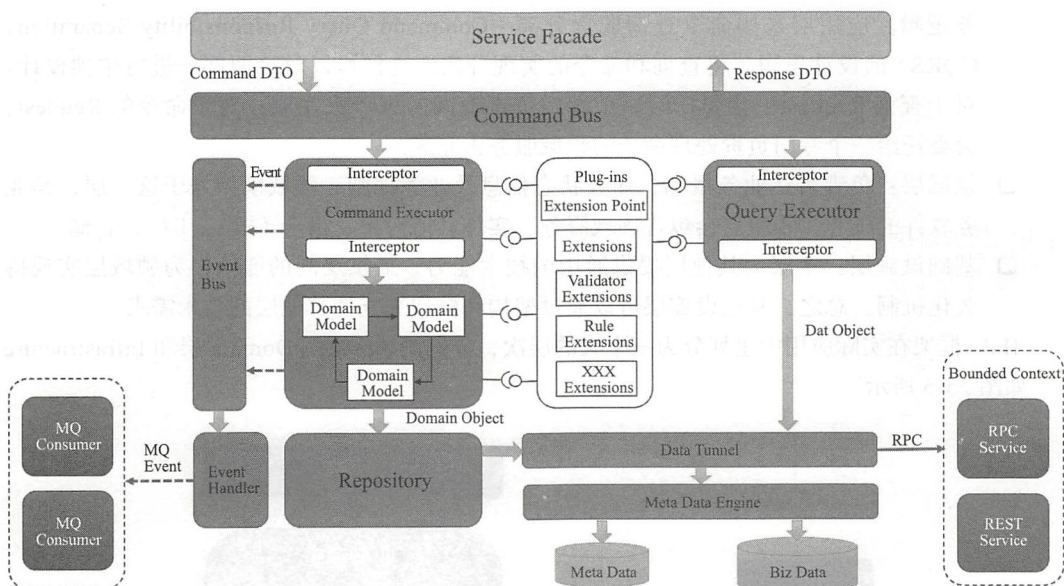 Service Facade
Command DTO
Response DTO
Command Bus
Event
Interceptor
Command Executor
Interceptor
Plug-ins
Extension Point
Extensions
Validator
Extensions
Rule
Extensions
XXX
Extensions
Interceptor
Query Executor
Interceptor
Event
Bus
Domain
Model
Domain
Model
Domain
Model
Dat Object
Domain Object
MQ
Consumer
MQ
Consumer
MQ
Event
Event
Handler
Repository
Data Tunnel
Meta Data Engine
Meta Data
Biz Data
RPC
Bounded Context
RPC
Service
REST
Service